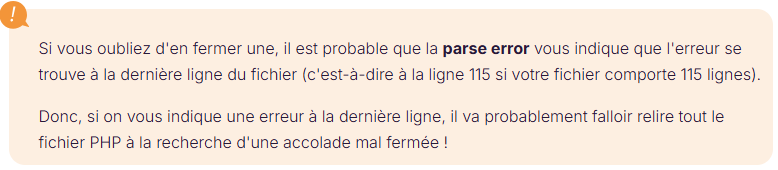 !
Si vous oubliez d'en fermer une, il est probable que la parse error vous indique que l'erreur se
trouve à la dernière ligne du fichier (c'est-à-dire à la ligne 115 si votre fichier comporte 115 lignes).
Donc, si on vous indique une erreur à la dernière ligne, il va probablement falloir relire tout le
fichier PHP à la recherche d'une accolade mal fermée !